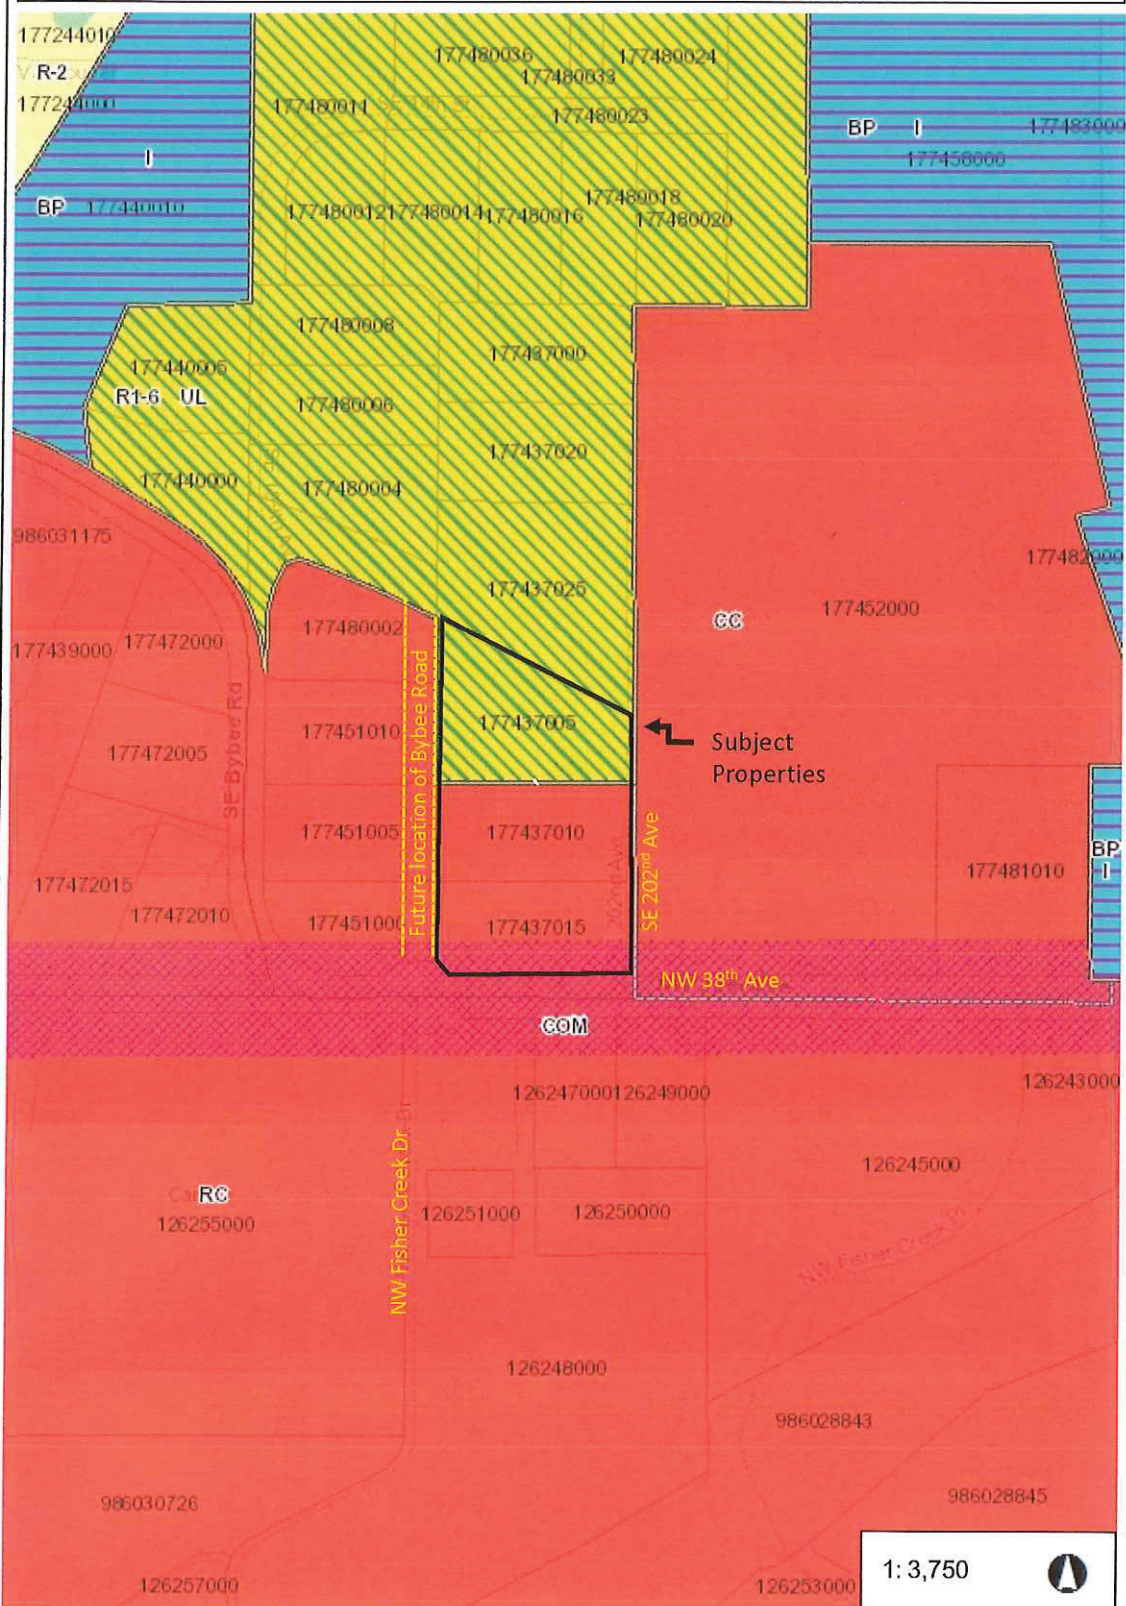 177244010
R-2
177244000
I
BP 177440010
177480036
177480024
177480033
177480011
177480023
BP I
177483000
177458000
177480012
177480014
177480016
177480018
177480020
177480008
177437000
177440005
R1-6 UL
177480006
177437020
177440000
177480004
986031175
177437025
177482000
177452000
CC
177480002
177439000
177472000
177437005
Subject
Properties
177451010
177472005
SE Bybee Rd
Future location of Bybee Road
177451005
177437010
202nd Ave
SE 202nd Ave
BP
I
177481010
177472015
177472010
177451000
177437015
NW 38th Ave
COM
126247000
126249000
126243000
126245000
NW Fisher Creek Dr
Dr
RC
126255000
126251000
126250000
NW Fisher Creek Pl
126248000
986028843
986030726
986028845
126257000
126253000
1: 3,750